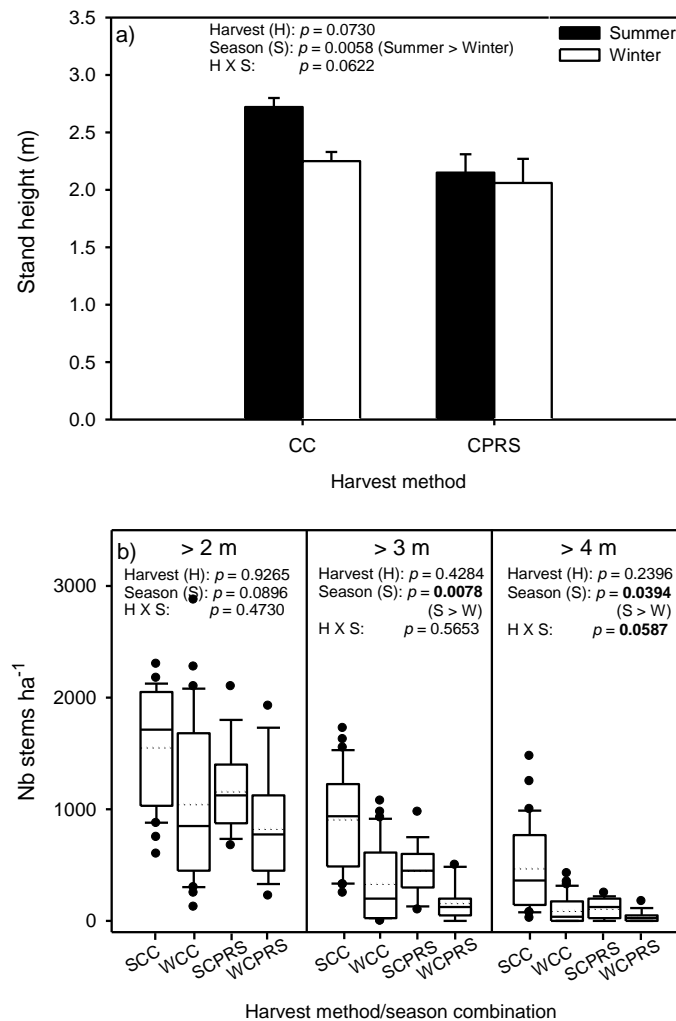 a)
Harvest (H): p = 0.0730
Season (S): p = 0.0058 (Summer > Winter)
H X S: p = 0.0622
Summer
Winter
3.5
3.0
2.5
2.0
1.5
1.0
0.5
0.0
Stand height (m)
CC CPRS
Harvest method
b)
> 2 m
Harvest (H): p = 0.9265
Season (S): p = 0.0896
H X S: p = 0.4730
> 3 m
Harvest (H): p = 0.4284
Season (S): p = 0.0078
(S > W)
H X S: p = 0.5653
> 4 m
Harvest (H): p = 0.2396
Season (S): p = 0.0394
(S > W)
H X S: p = 0.0587
3000
2000
1000
0
Nb stems ha⁻¹
SCC WCC SCPRS WCPRS SCC WCC SCPRS WCPRS SCC WCC SCPRS WCPRS
Harvest method/season combination